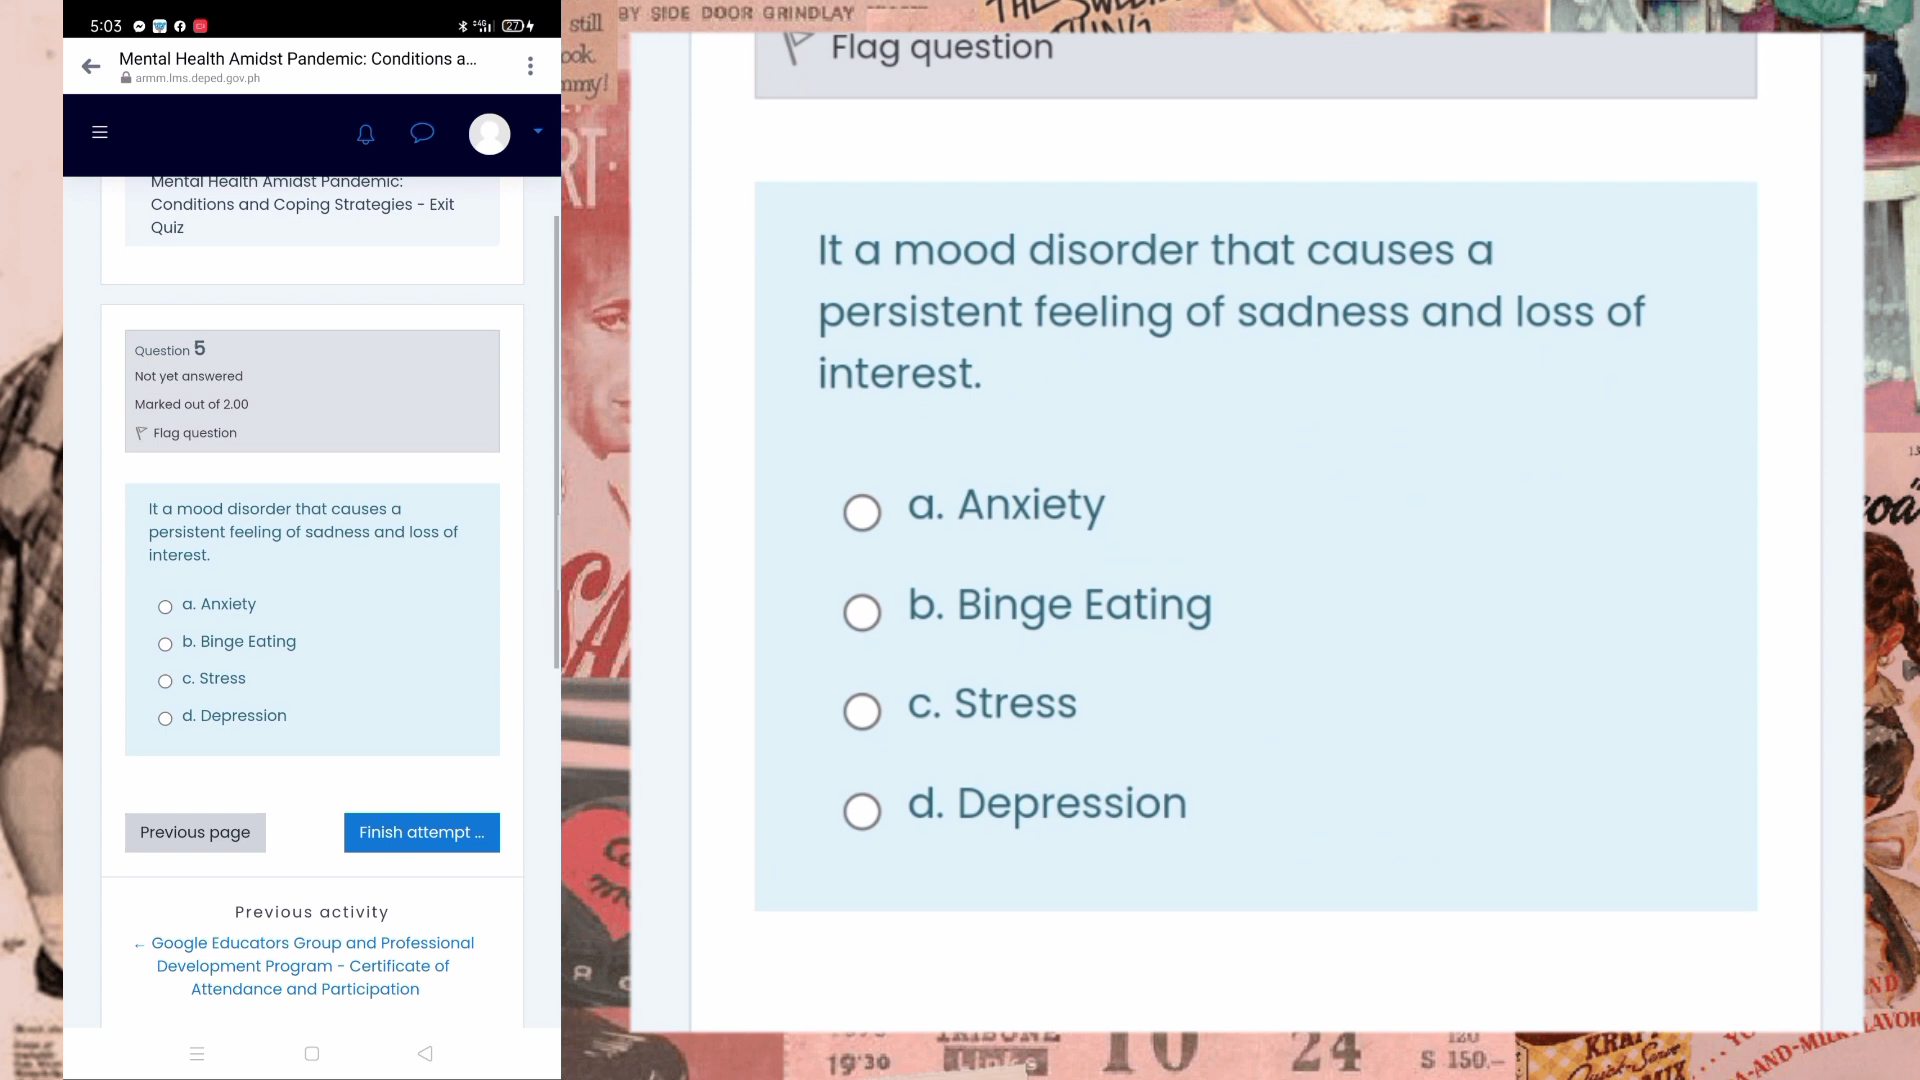 5:03
27
Mental Health Amidst Pandemic: Conditions a...
armm.lms.deped.gov.ph
Mental Health Amidst Pandemic:
Conditions and Coping Strategies - Exit
Quiz
Question 5
Not yet answered
Marked out of 2.00
Flag question
It a mood disorder that causes a
persistent feeling of sadness and loss of
interest.
a. Anxiety
b. Binge Eating
c. Stress
d. Depression
Previous page
Finish attempt ...
Previous activity
← Google Educators Group and Professional
Development Program - Certificate of
Attendance and Participation
BY SIDE DOOR GRINDLAY
still
Flag question
It a mood disorder that causes a
persistent feeling of sadness and loss of
interest.
a. Anxiety
b. Binge Eating
c. Stress
d. Depression
19'30
10
24
S 150.-